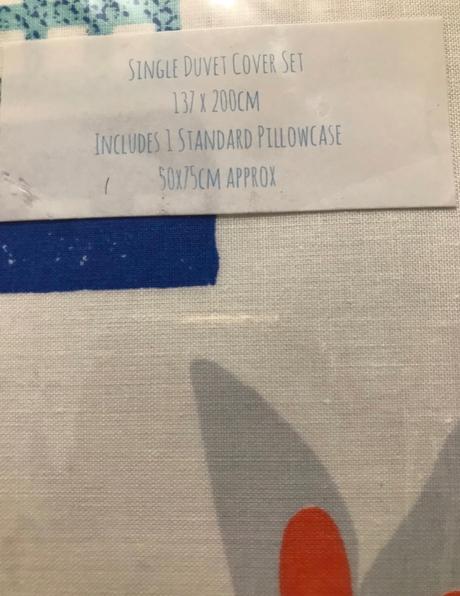 Single Duvet Cover Set
137 x 200cm
Includes 1 Standard Pillowcase
50x75cm approx